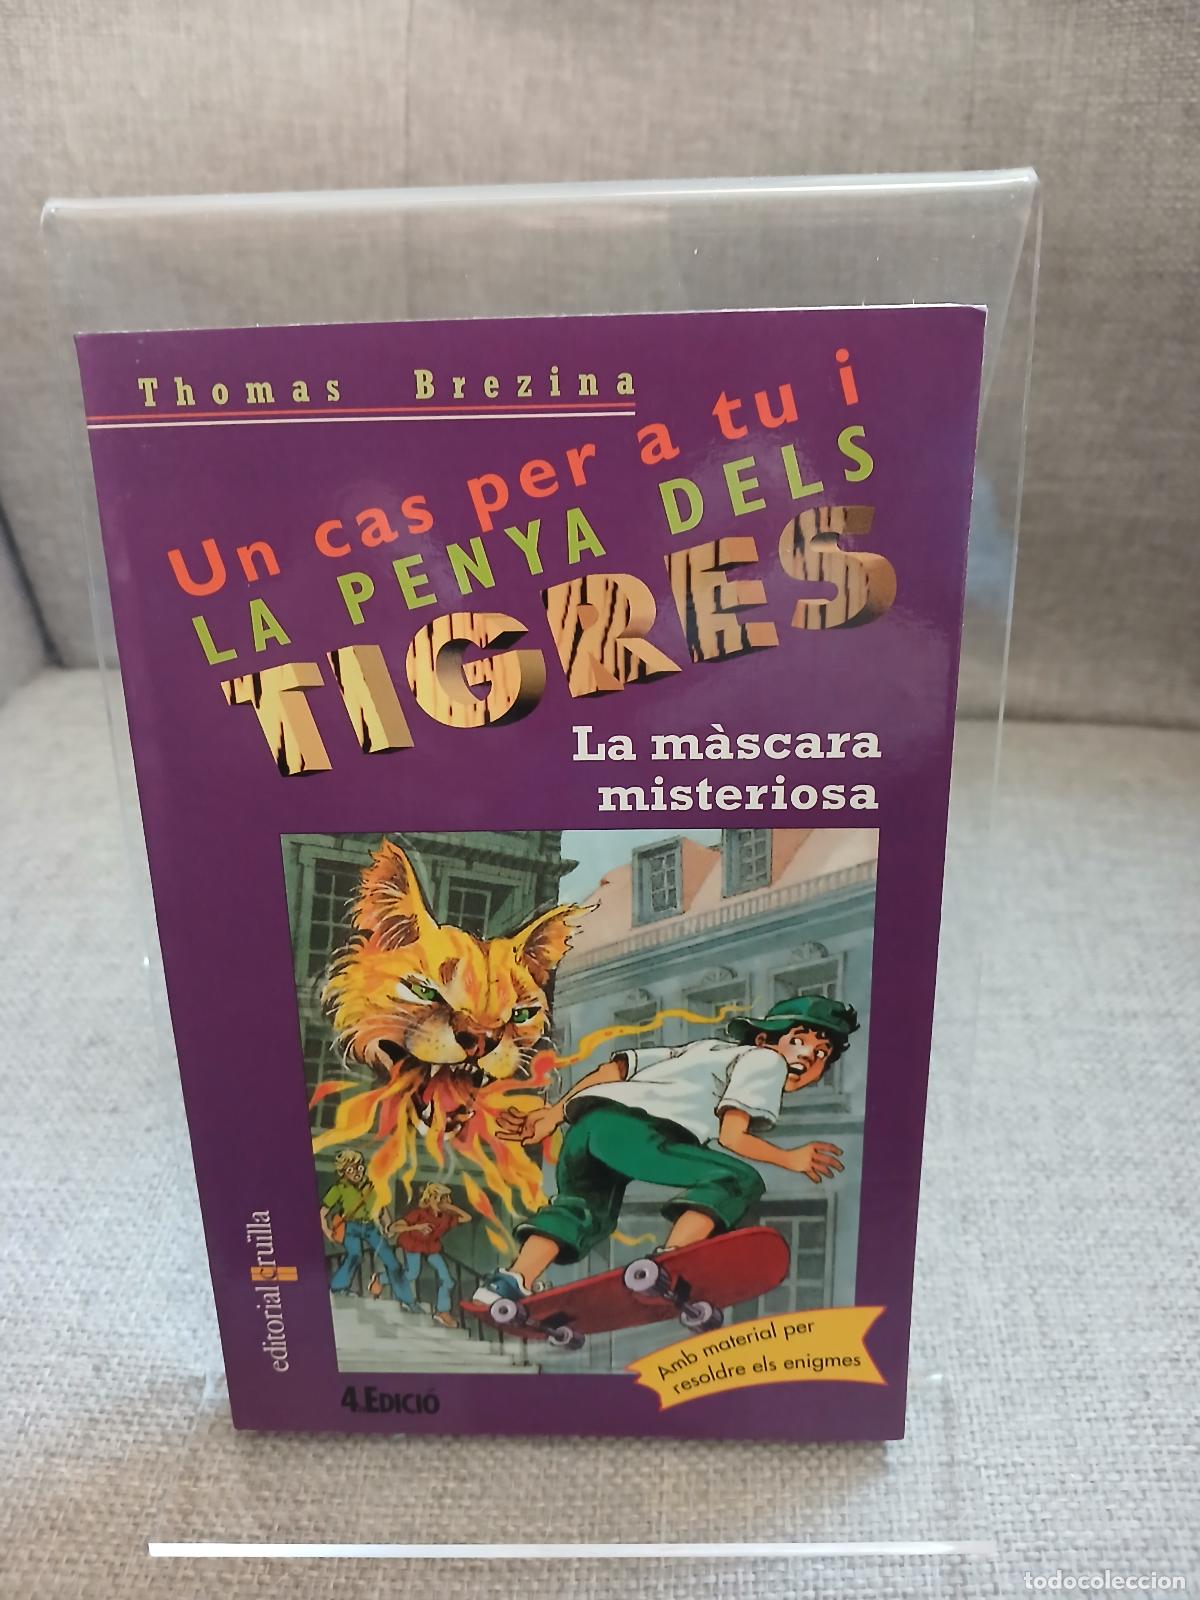 Thomas Brezina
Un cas per a tu i
LA PENYA DELS
TIGRES
La màscara
misteriosa
editorial cruïlla
Amb material per
resoldre els enigmes
4.EDICIÓ
todocoleccion